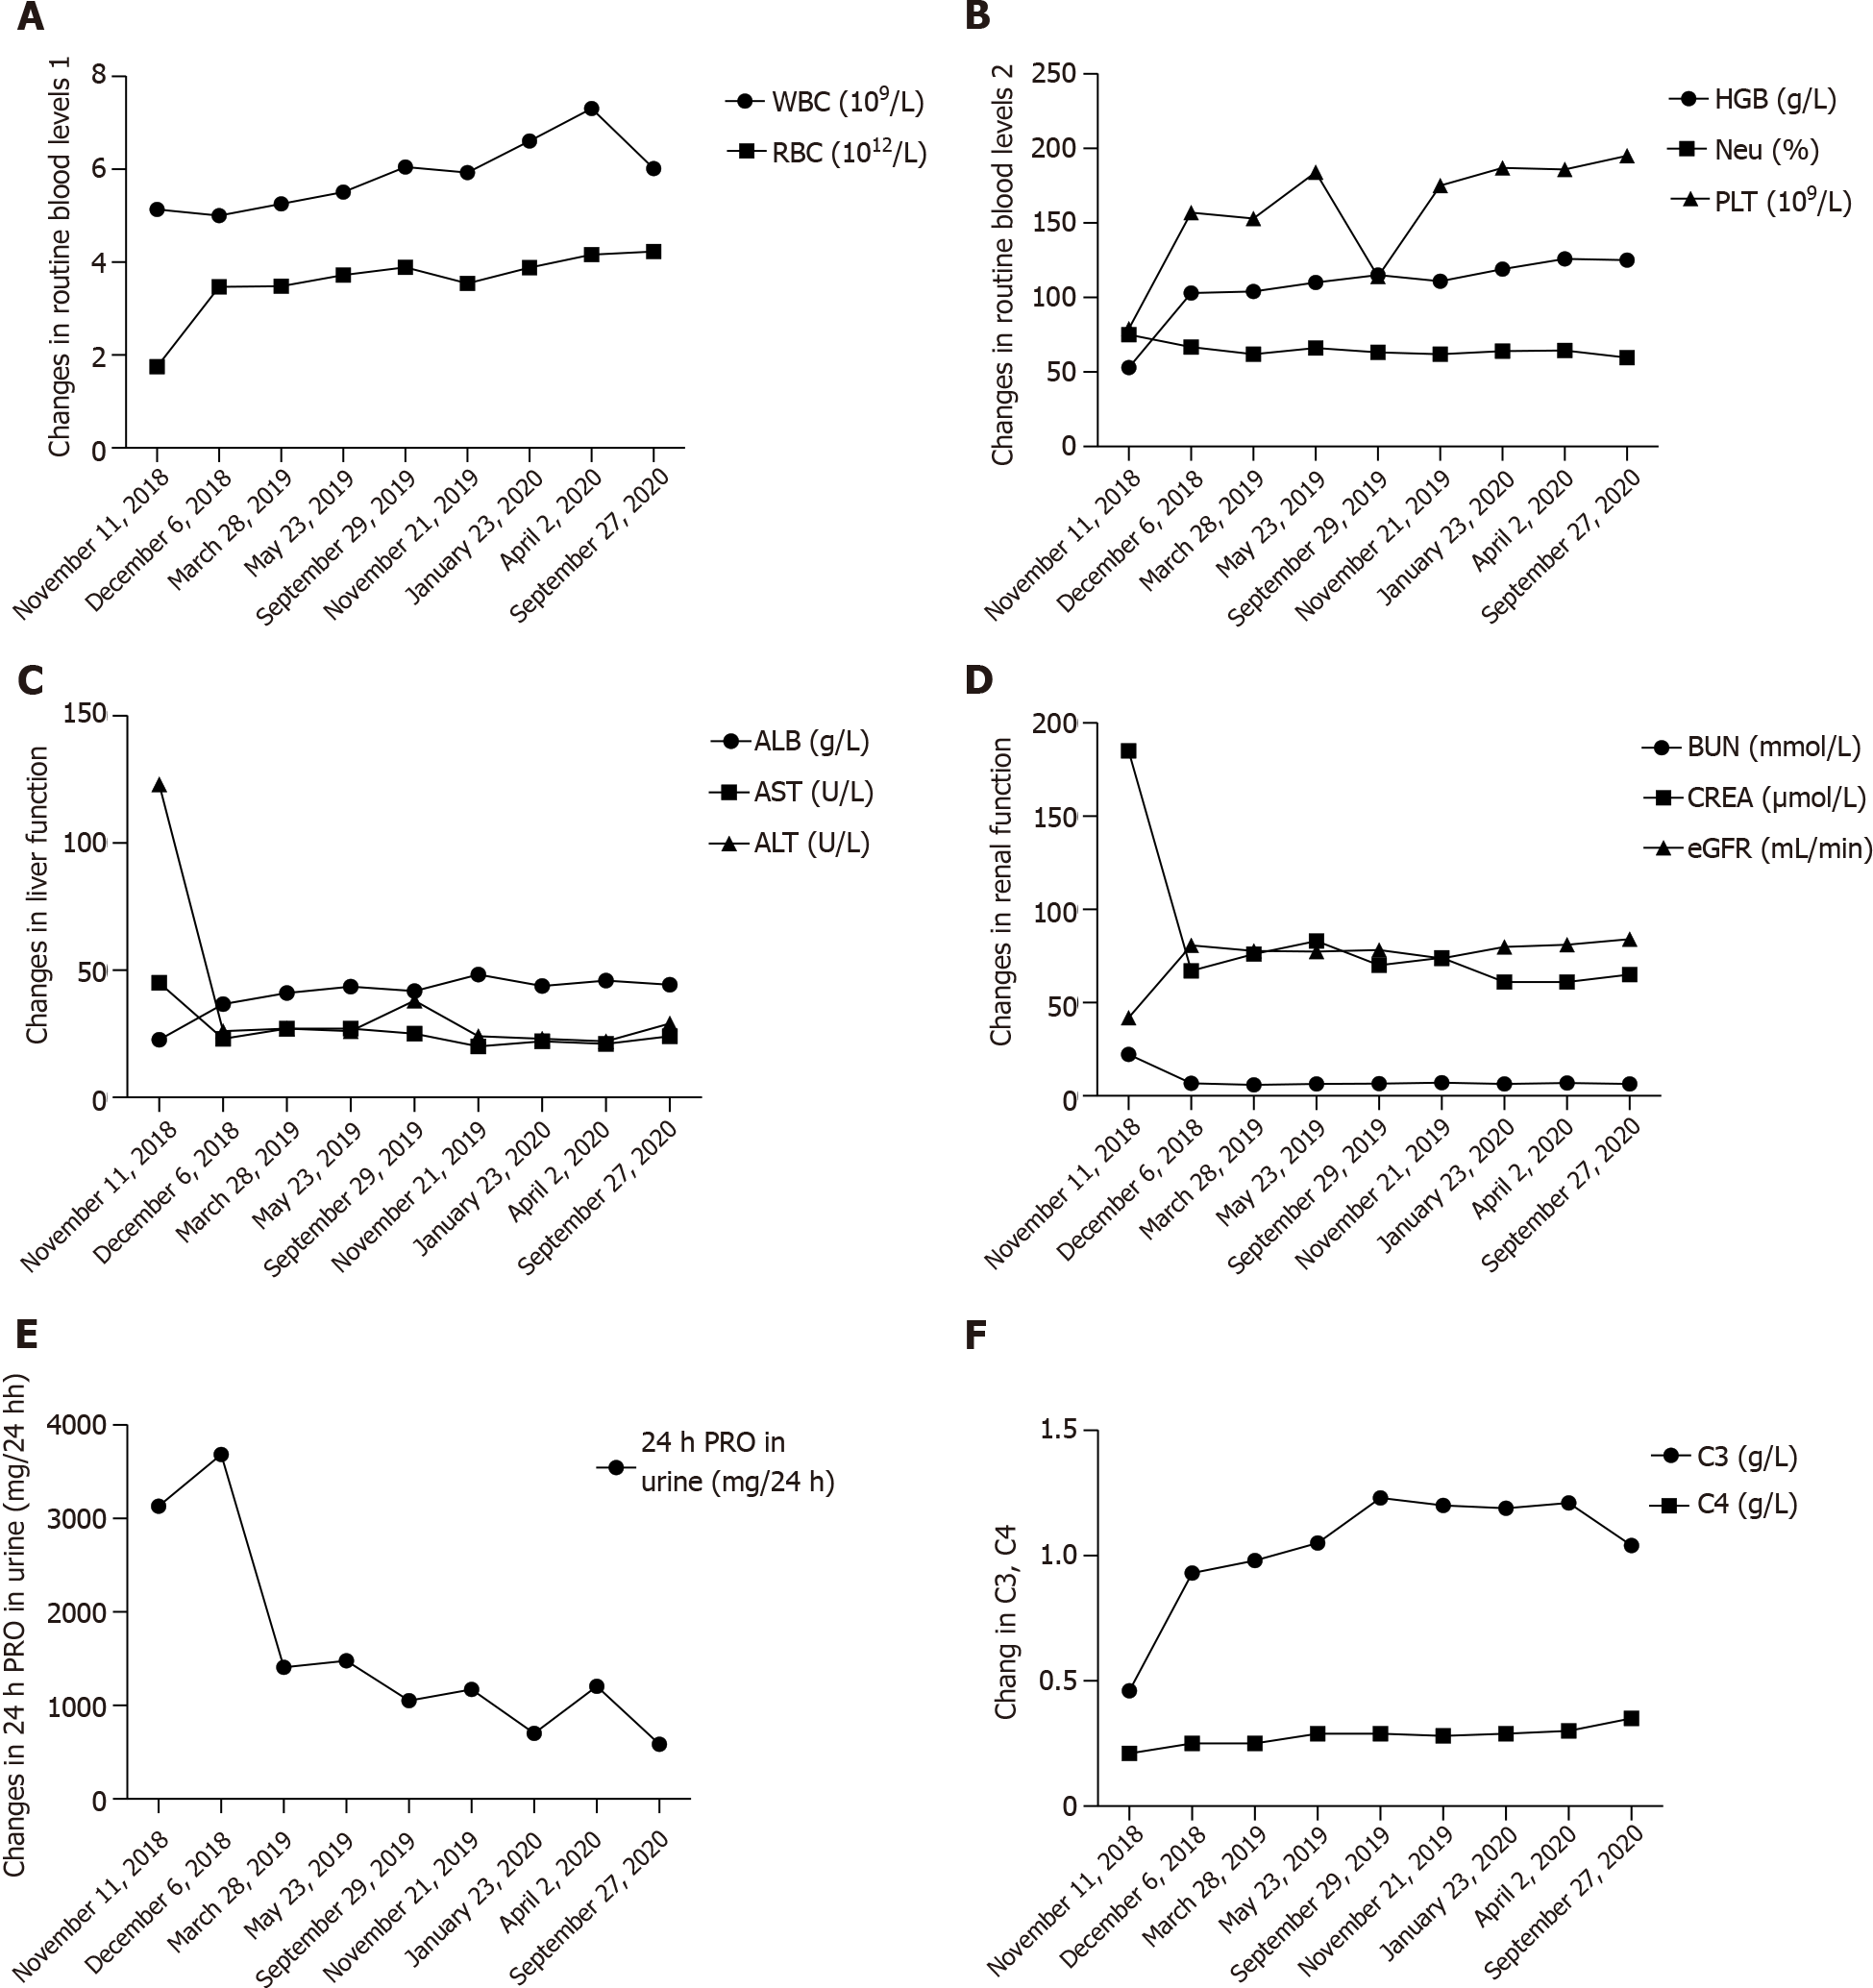 A
Changes in routine blood levels 1
8
6
4
2
0
WBC (10⁹/L)
RBC (10¹²/L)
November 11, 2018
December 6, 2018
March 28, 2019
May 23, 2019
September 29, 2019
November 21, 2019
January 23, 2020
April 2, 2020
September 27, 2020
B
Changes in routine blood levels 2
250
200
150
100
50
0
HGB (g/L)
Neu (%)
PLT (10⁹/L)
November 11, 2018
December 6, 2018
March 28, 2019
May 23, 2019
September 29, 2019
November 21, 2019
January 23, 2020
April 2, 2020
September 27, 2020
C
Changes in liver function
150
100
50
0
ALB (g/L)
AST (U/L)
ALT (U/L)
November 11, 2018
December 6, 2018
March 28, 2019
May 23, 2019
September 29, 2019
November 21, 2019
January 23, 2020
April 2, 2020
September 27, 2020
D
Changes in renal function
200
150
100
50
0
BUN (mmol/L)
CREA (μmol/L)
eGFR (mL/min)
November 11, 2018
December 6, 2018
March 28, 2019
May 23, 2019
September 29, 2019
November 21, 2019
January 23, 2020
April 2, 2020
September 27, 2020
E
Changes in 24 h PRO in urine (mg/24 hh)
4000
3000
2000
1000
0
24 h PRO in
urine (mg/24 h)
November 11, 2018
December 6, 2018
March 28, 2019
May 23, 2019
September 29, 2019
November 21, 2019
January 23, 2020
April 2, 2020
September 27, 2020
F
Chang in C3, C4
1.5
1.0
0.5
0
C3 (g/L)
C4 (g/L)
November 11, 2018
December 6, 2018
March 28, 2019
May 23, 2019
September 29, 2019
November 21, 2019
January 23, 2020
April 2, 2020
September 27, 2020